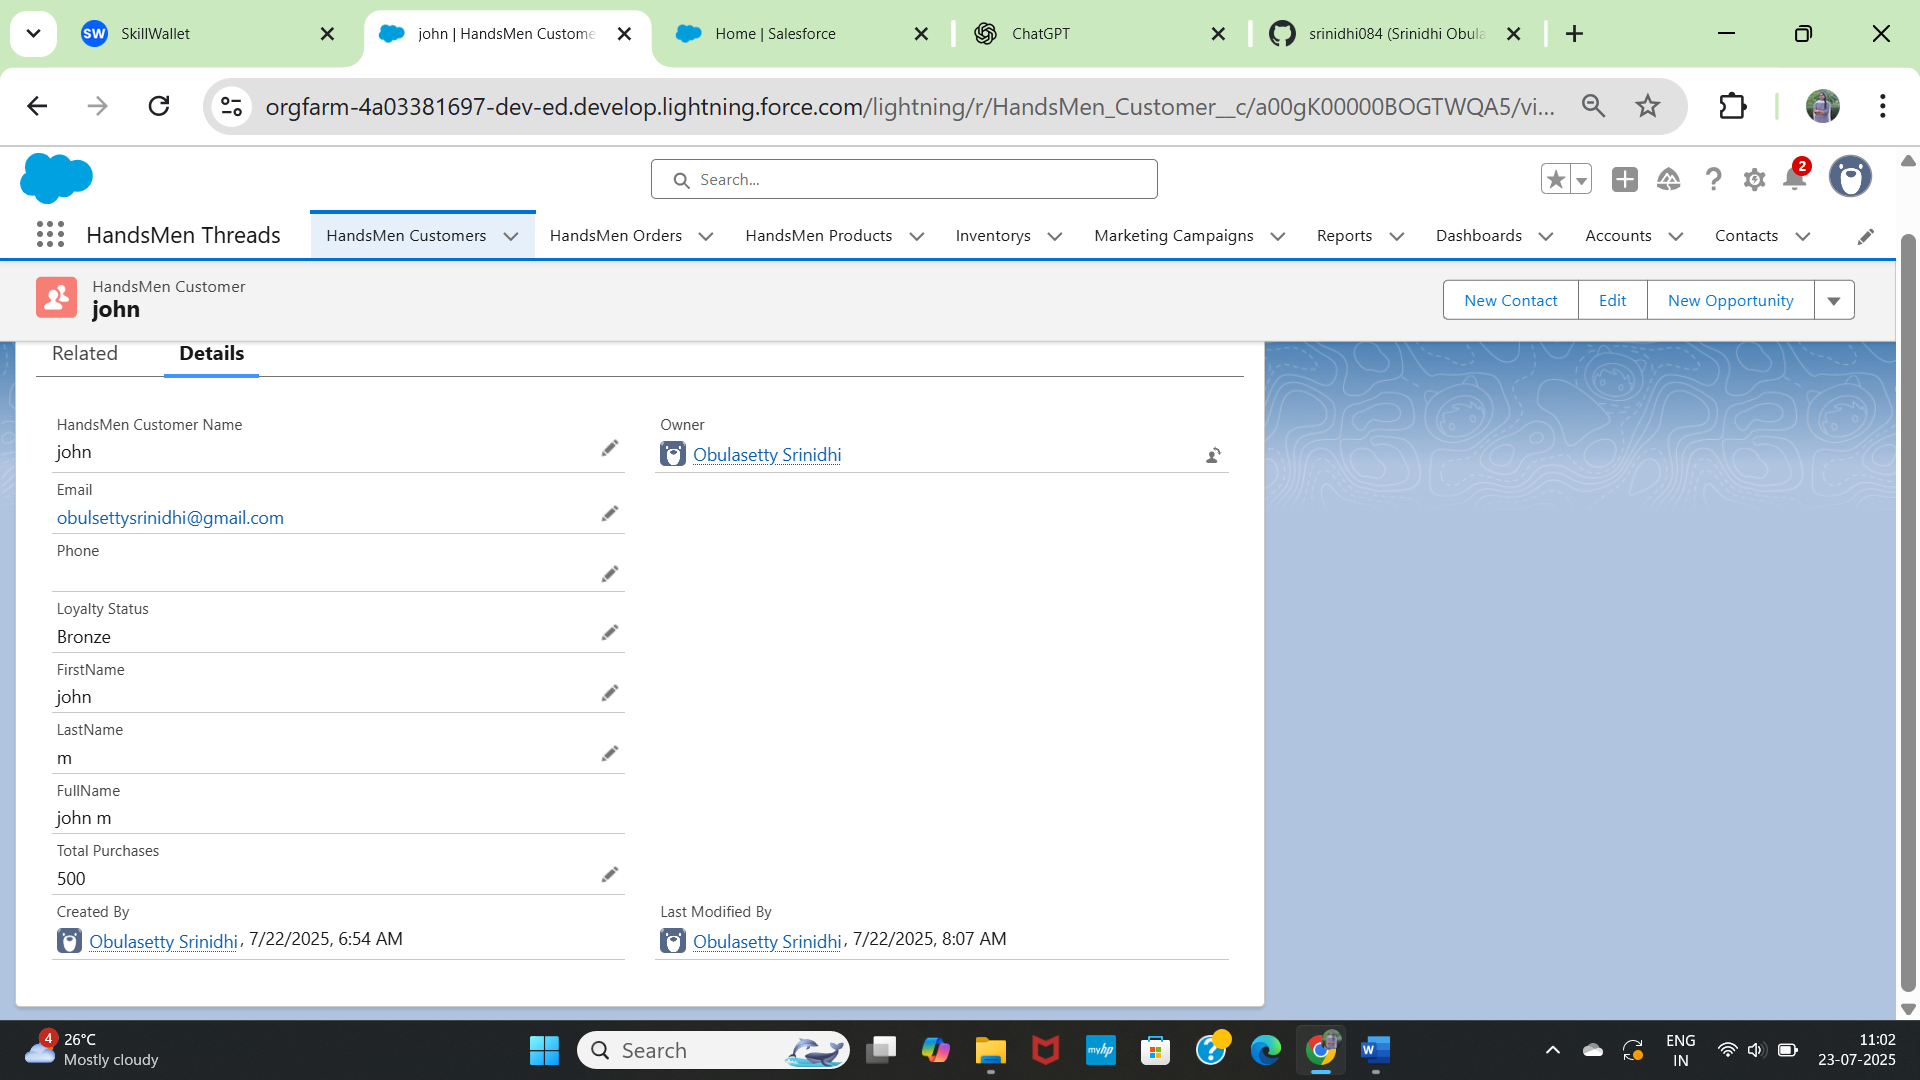 SW SkillWallet
john | HandsMen Custome
Home | Salesforce
ChatGPT
srinidhi084 (Srinidhi Obula
orgfarm-4a03381697-dev-ed.develop.lightning.force.com/lightning/r/HandsMen_Customer__c/a00gK00000BOGTWQA5/vi...
Search...
2
HandsMen Threads
HandsMen Customers
HandsMen Orders
HandsMen Products
Inventorys
Marketing Campaigns
Reports
Dashboards
Accounts
Contacts
HandsMen Customer
john
New Contact
Edit
New Opportunity
Related
Details
HandsMen Customer Name
john
Owner
Obulasetty Srinidhi
Email
obulsettysrinidhi@gmail.com
Phone
Loyalty Status
Bronze
FirstName
john
LastName
m
FullName
john m
Total Purchases
500
Created By
Obulasetty Srinidhi, 7/22/2025, 6:54 AM
Last Modified By
Obulasetty Srinidhi, 7/22/2025, 8:07 AM
4
26°C
Mostly cloudy
Search
myhp
W
ENG
IN
11:02
23-07-2025